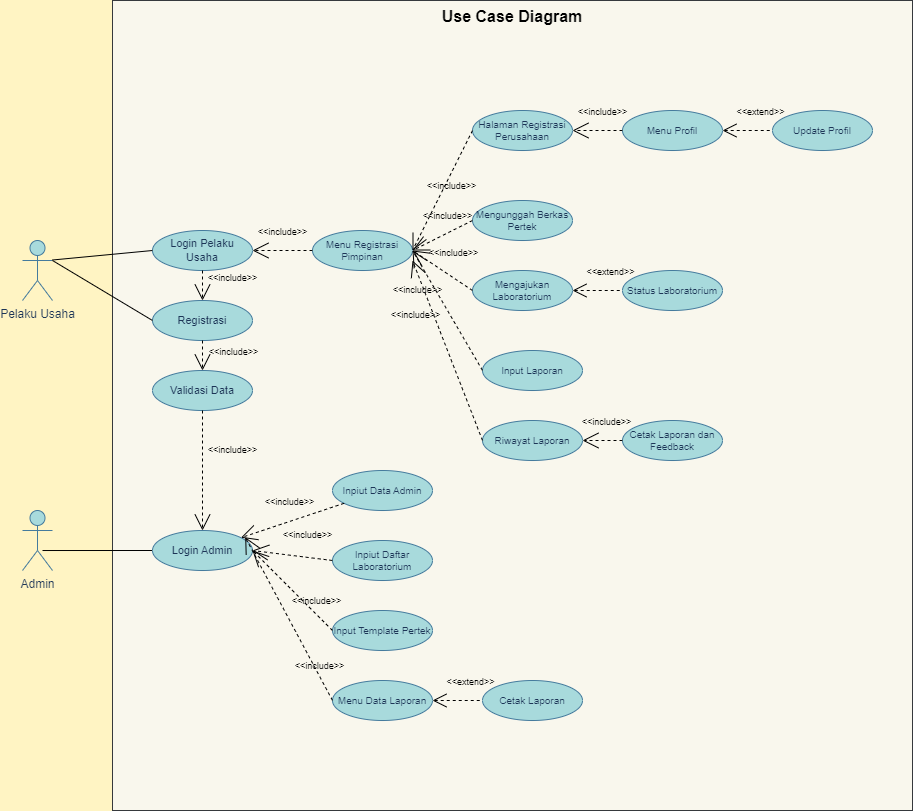 Use Case Diagram
<<include>>
<<extend>>
Halaman Registrasi
Perusahaan
Menu Profil
Update Profil
<<include>>
<<include>>
Mengunggah Berkas
Pertek
<<include>>
Login Pelaku
Usaha
Menu Registrasi
Pimpinan
<<include>>
Pelaku Usaha
<<include>>
<<extend>>
Mengajukan
Laboratorium
Status Laboratorium
<<include>>
<<include>>
Registrasi
<<include>>
Input Laporan
Validasi Data
<<include>>
Riwayat Laporan
Cetak Laporan dan
Feedback
<<include>>
Inpiut Data Admin
<<include>>
<<include>>
Login Admin
Inpiut Daftar
Laboratorium
Admin
<<include>>
Input Template Pertek
<<include>>
<<extend>>
Menu Data Laporan
Cetak Laporan